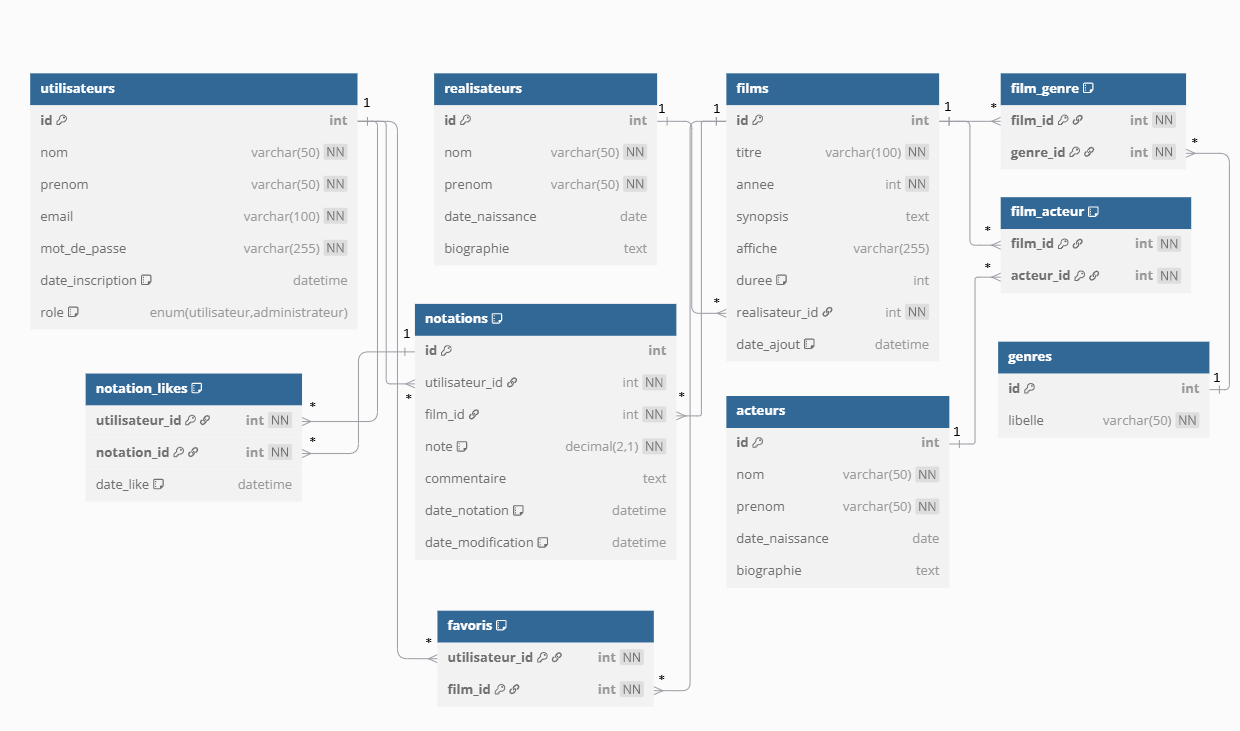 utilisateurs
id int
nom varchar(50) NN
prenom varchar(50) NN
email varchar(100) NN
mot_de_passe varchar(255) NN
date_inscription datetime
role enum(utilisateur,administrateur)
1
realisateurs
id int
nom varchar(50) NN
prenom varchar(50) NN
date_naissance date
biographie text
1
films
id int
titre varchar(100) NN
annee int NN
synopsis text
affiche varchar(255)
duree int
realisateur_id int NN
date_ajout datetime
1
1
*
film_genre
film_id int NN
genre_id int NN
*
*
film_acteur
film_id int NN
acteur_id int NN
*
*
notations
id int
utilisateur_id int NN
film_id int NN
note decimal(2,1) NN
commentaire text
date_notation datetime
date_modification datetime
1
*
*
notation_likes
utilisateur_id int NN
notation_id int NN
date_like datetime
*
*
acteurs
id int
nom varchar(50) NN
prenom varchar(50) NN
date_naissance date
biographie text
1
genres
id int
libelle varchar(50) NN
1
favoris
utilisateur_id int NN
film_id int NN
*
*